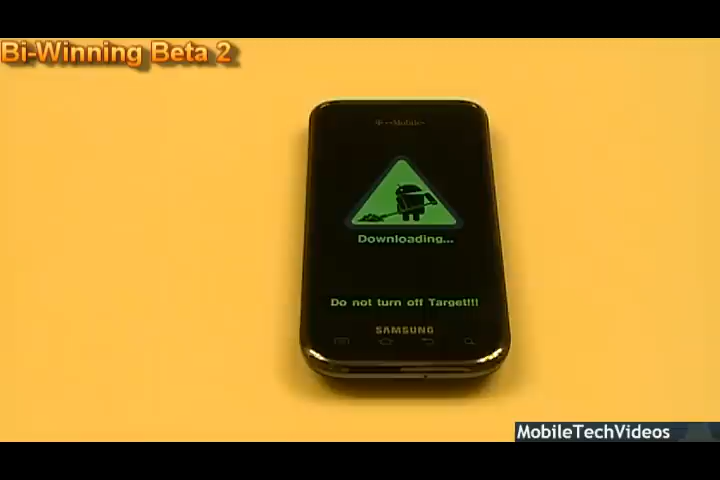 Bi-Winning Beta 2
T··Mobile·
Downloading...
Do not turn off Target!!!
SAMSUNG
MobileTechVideos